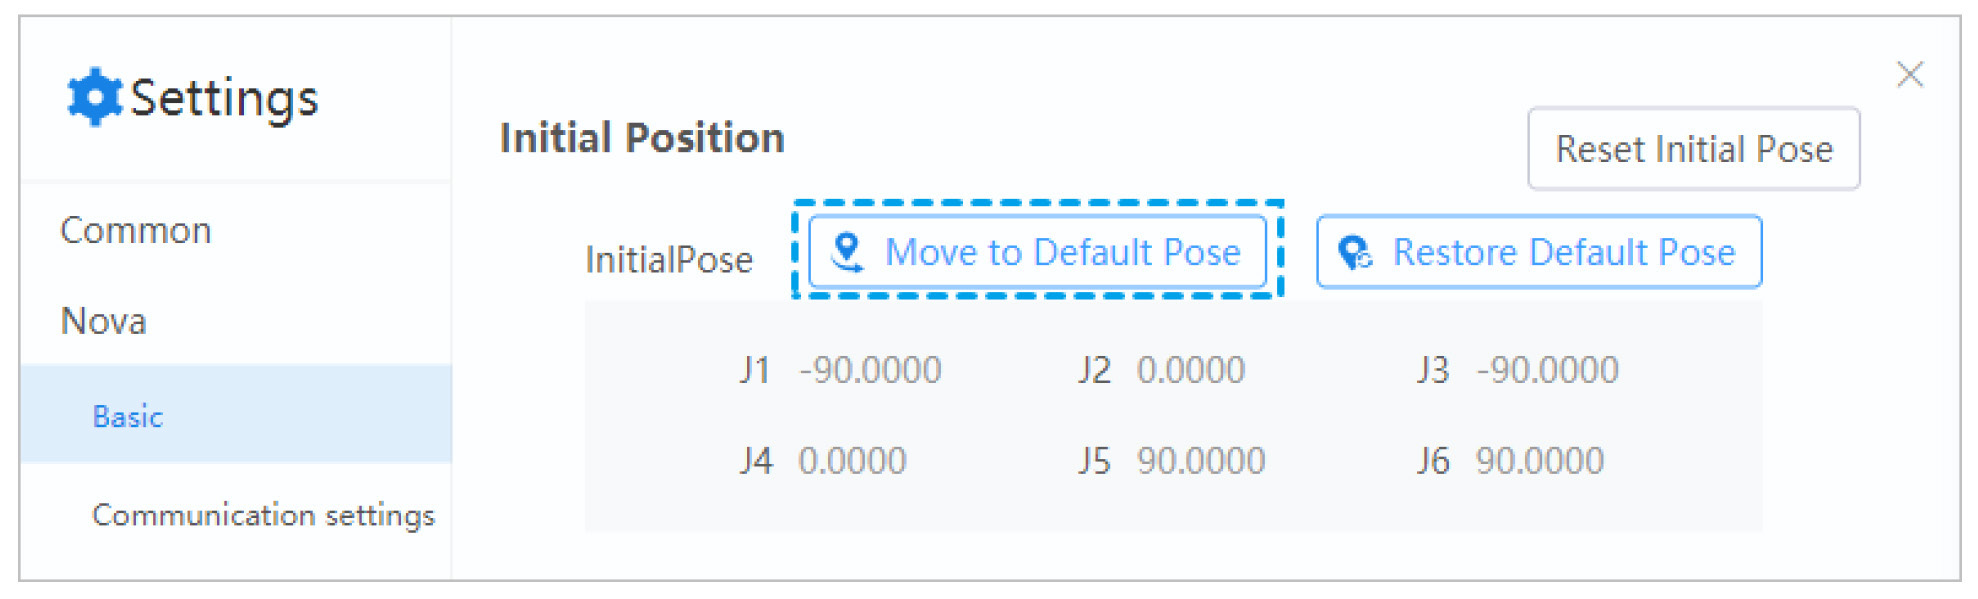 Settings
Common
Nova
Basic
Communication settings
Initial Position
Reset Initial Pose
InitialPose Move to Default Pose Restore Default Pose
J1 -90.0000 J2 0.0000 J3 -90.0000
J4 0.0000 J5 90.0000 J6 90.0000